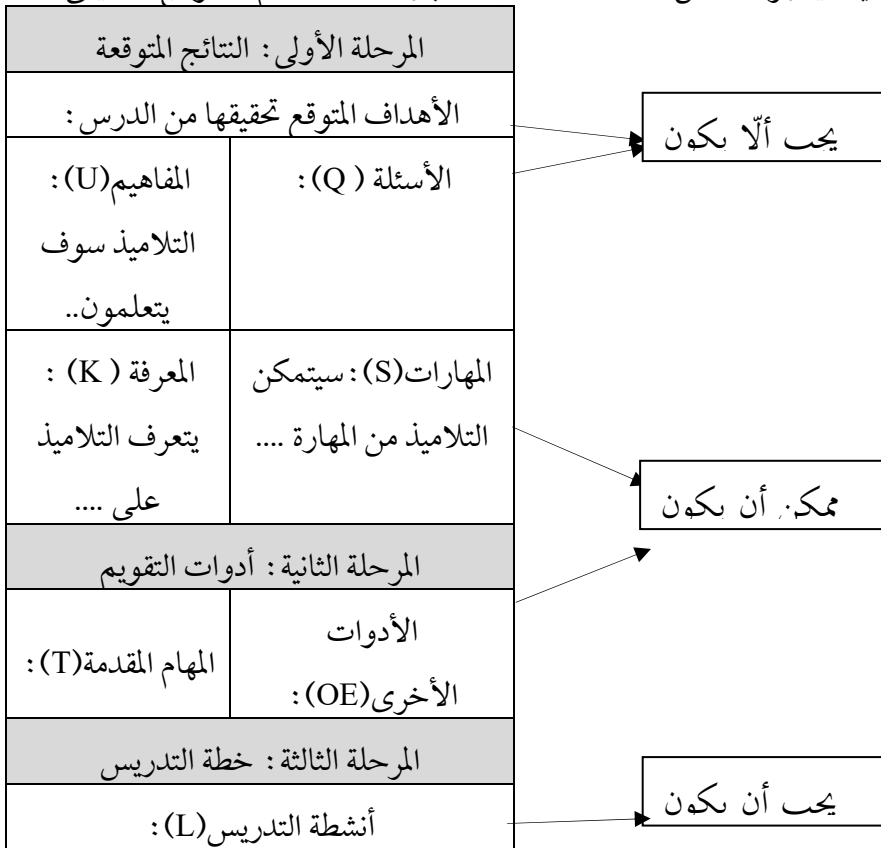 المرحلة الأولى: النتائج المتوقعة
الأهداف المتوقع تحقيقها من الدرس:
يجب ألّا يكون
الأسئلة ( Q):
المفاهيم(U):
التلاميذ سوف
يتعلمون..
المهارات(S): سيتمكن
التلاميذ من المهارة ....
المعرفة ( K) :
يتعرف التلاميذ
على ....
ممكن أن يكون
المرحلة الثانية: أدوات التقويم
الأدوات
الأخرى(OE):
المهام المقدمة(T):
المرحلة الثالثة: خطة التدريس
أنشطة التدريس(L):
يجب أن يكون